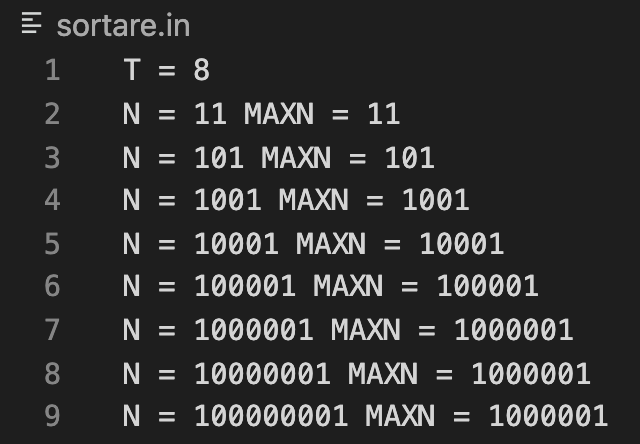 sortare.in
1 T = 8
2 N = 11 MAXN = 11
3 N = 101 MAXN = 101
4 N = 1001 MAXN = 1001
5 N = 10001 MAXN = 10001
6 N = 100001 MAXN = 100001
7 N = 1000001 MAXN = 1000001
8 N = 10000001 MAXN = 1000001
9 N = 100000001 MAXN = 1000001